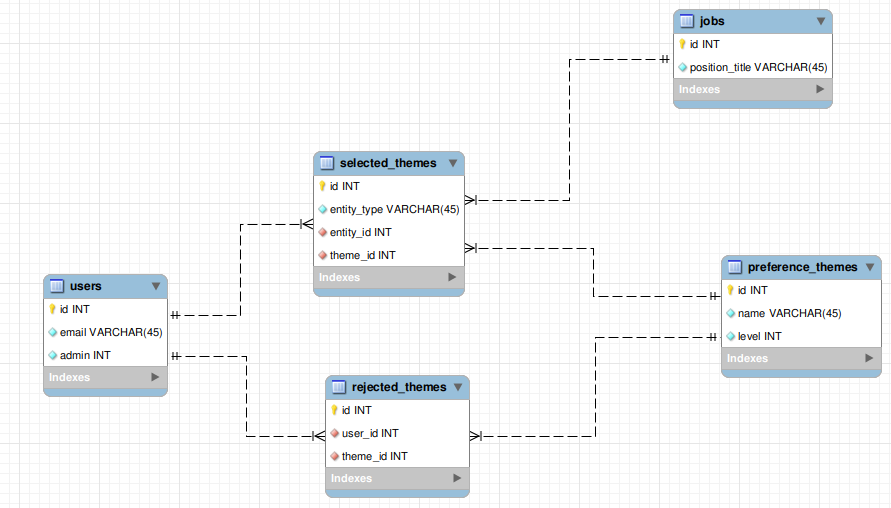 jobs
id INT
position_title VARCHAR(45)
Indexes
selected_themes
id INT
entity_type VARCHAR(45)
entity_id INT
theme_id INT
Indexes
users
id INT
email VARCHAR(45)
admin INT
Indexes
preference_themes
id INT
name VARCHAR(45)
level INT
Indexes
rejected_themes
id INT
user_id INT
theme_id INT
Indexes